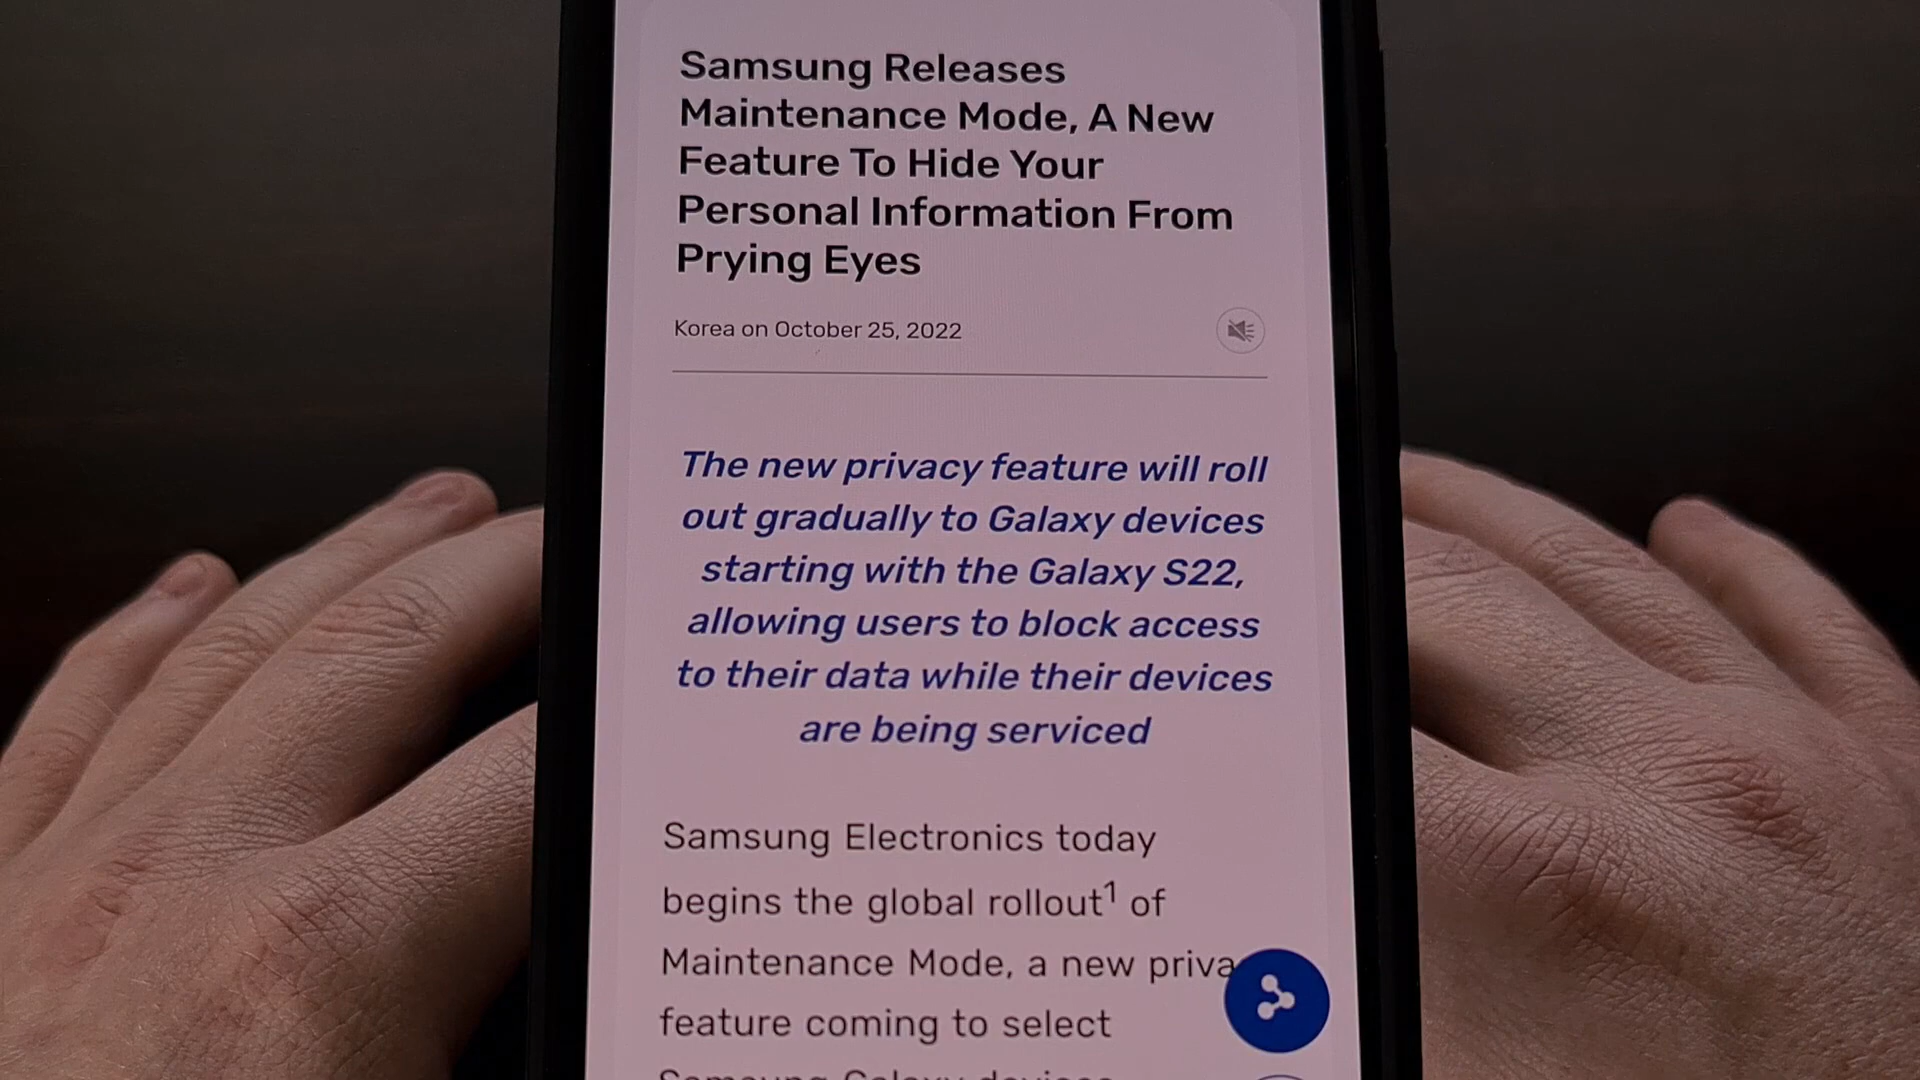 Samsung Releases
Maintenance Mode, A New
Feature To Hide Your
Personal Information From
Prying Eyes
Korea on October 25, 2022
The new privacy feature will roll
out gradually to Galaxy devices
starting with the Galaxy S22,
allowing users to block access
to their data while their devices
are being serviced
Samsung Electronics today
begins the global rollout1 of
Maintenance Mode, a new priva
feature coming to select
Samsung Galaxy devices